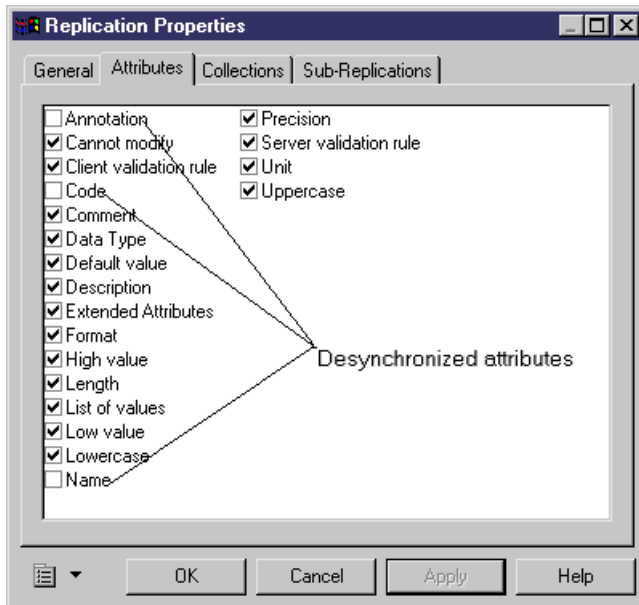 Replication Properties
General Attributes Collections Sub-Replications
Annotation
Cannot modify
Client validation rule
Code
Comment
Data Type
Default value
Description
Extended Attributes
Format
High value
Length
List of values
Low value
Lowercase
Name
Precision
Server validation rule
Unit
Uppercase
Desynchronized attributes
OK Cancel Apply Help